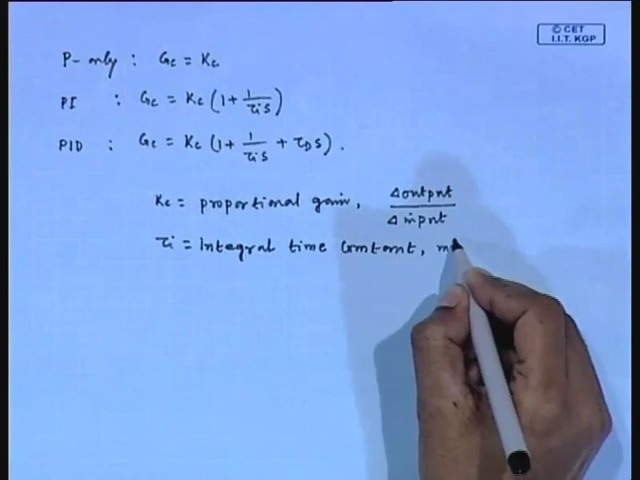 © CET
I.I.T. KGP
P-only : Gc = Kc
PI : Gc = Kc (1 + 1/τis)
PID : Gc = Kc (1 + 1/τis + τDs).
Kc = proportional gain, Δoutput/Δinput
τi = Integral time constant,